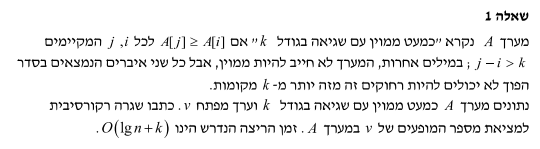 שאלה 1
מערך A נקרא "כמעט ממוין עם שגיאה בגודל k" אם A[j] ≥ A[i] לכל i, j המקיימים
j − i > k ; במילים אחרות, המערך לא חייב להיות ממוין, אבל כל שני איברים הנמצאים בסדר
הפוך לא יכולים להיות רחוקים זה מזה יותר מ- k מקומות.
נתונים מערך A כמעט ממוין עם שגיאה בגודל k וערך מפתח v. כתבו שגרה רקורסיבית
למציאת מספר המופעים של v במערך A. זמן הריצה הנדרש הינו O(lg n + k).